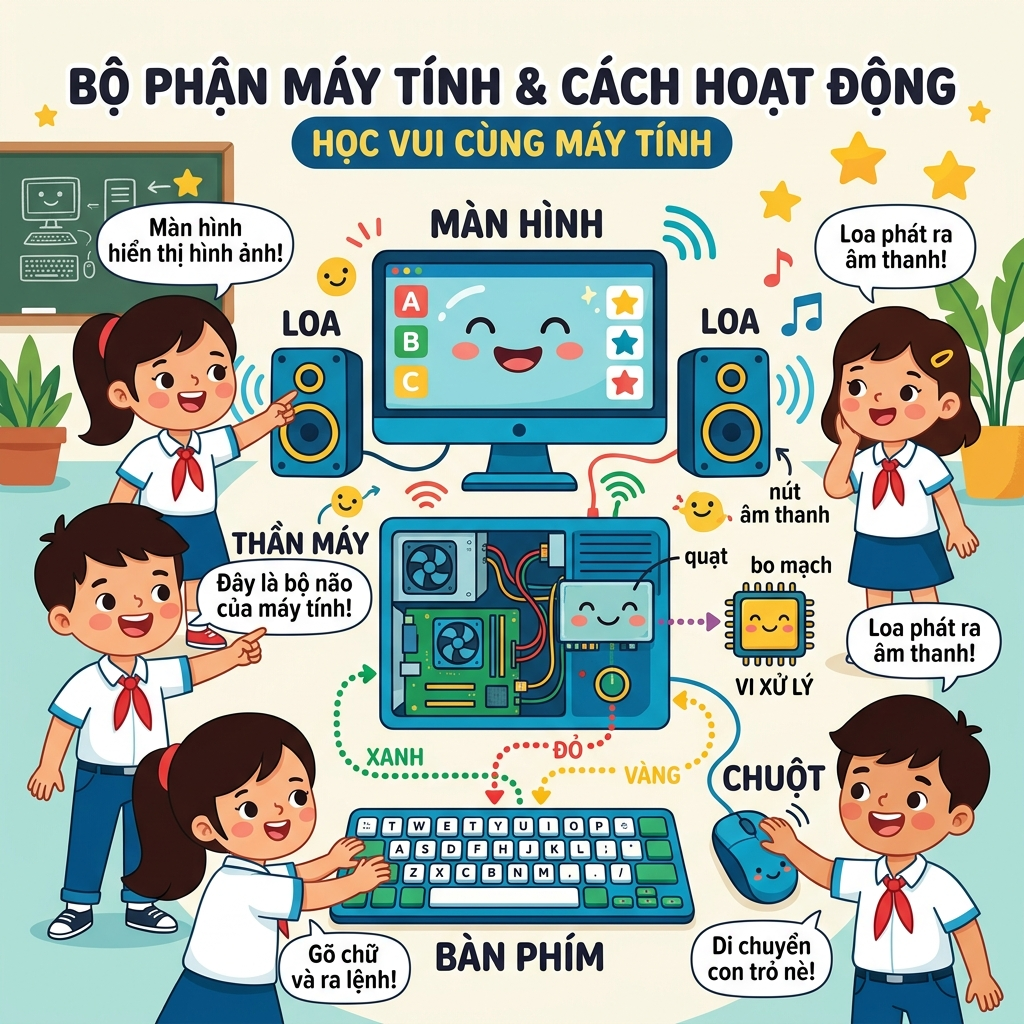 BỘ PHẬN MÁY TÍNH & CÁCH HOẠT ĐỘNG
HỌC VUI CÙNG MÁY TÍNH
Màn hình
hiển thị hình ảnh!
MÀN HÌNH
Loa phát ra
âm thanh!
LOA
LOA
A
B
C
nút
âm thanh
THẦN MÁY
Đây là bộ não
của máy tính!
quạt
bo mạch
VI XỬ LÝ
Loa phát ra
âm thanh!
XANH
ĐỎ
VÀNG
CHUỘT
T W E T Y U I O P
A S D F G H J K L ; '
Z X C B N M . . /
BÀN PHÍM
Gõ chữ
và ra lệnh!
Di chuyển
con trỏ nè!